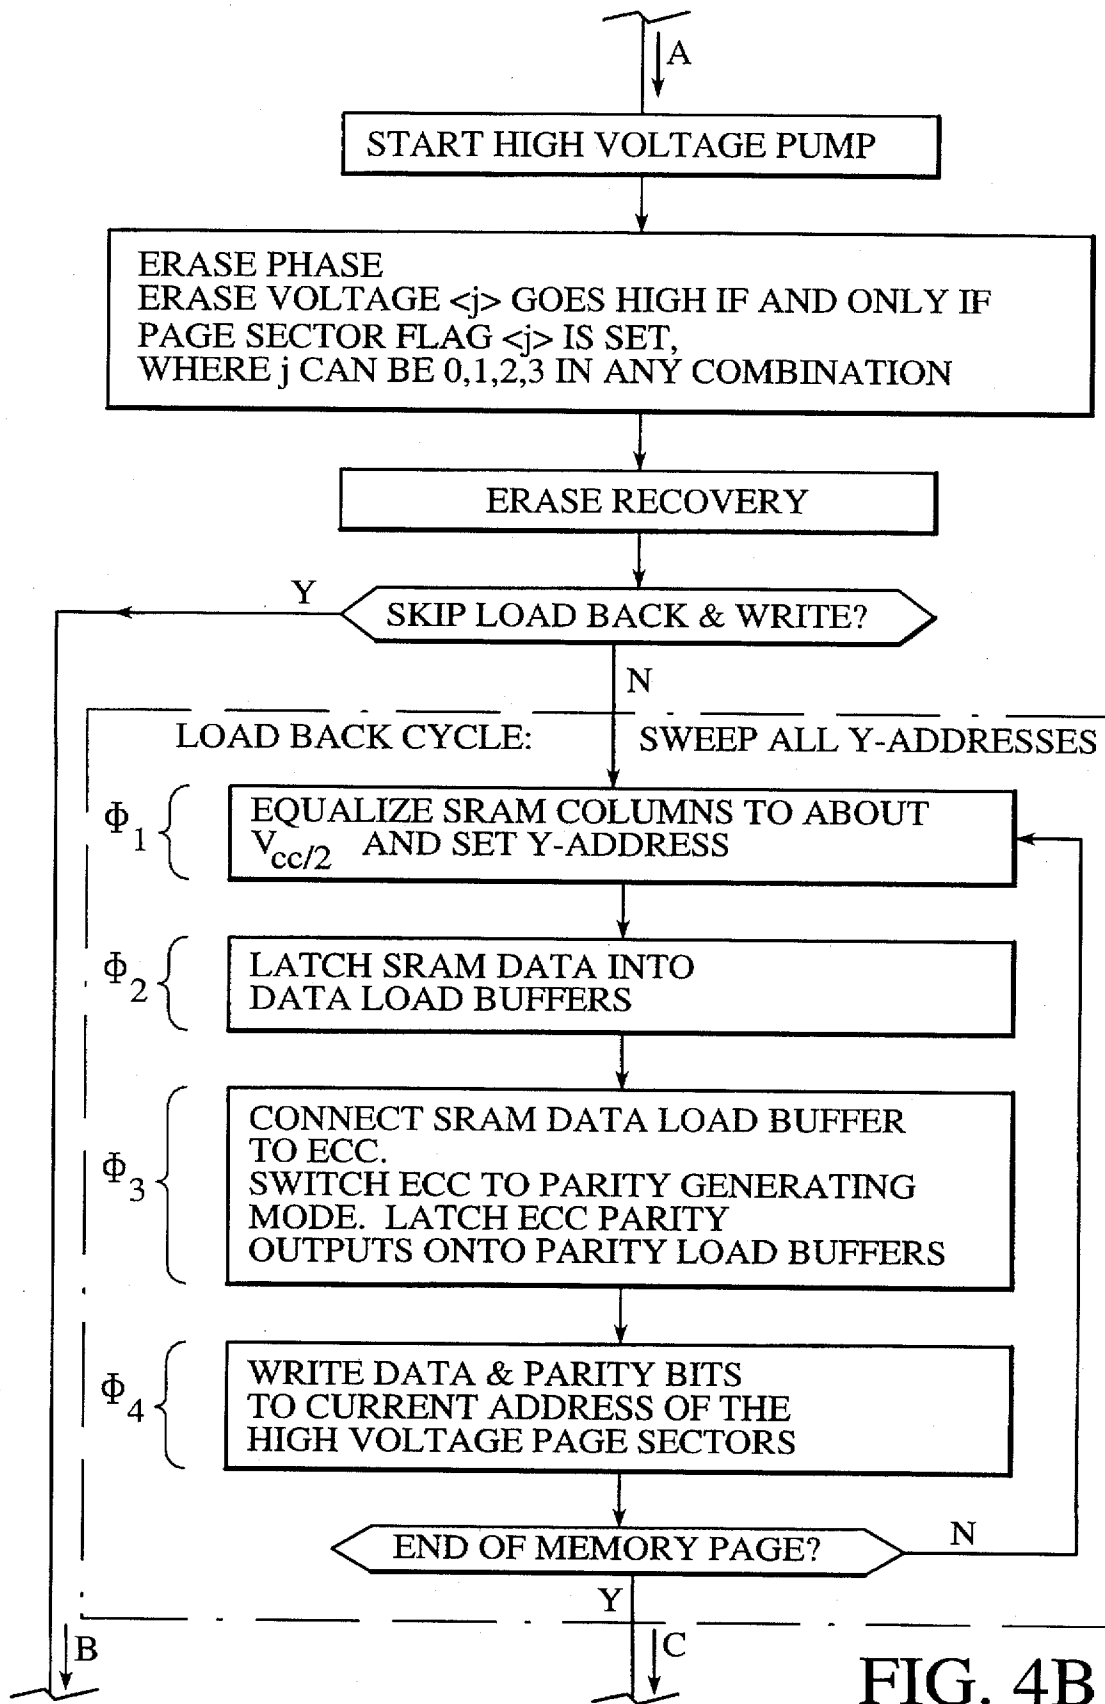 A
START HIGH VOLTAGE PUMP
ERASE PHASE
ERASE VOLTAGE <j> GOES HIGH IF AND ONLY IF
PAGE SECTOR FLAG <j> IS SET,
WHERE j CAN BE 0,1,2,3 IN ANY COMBINATION
ERASE RECOVERY
Y
SKIP LOAD BACK & WRITE?
N
LOAD BACK CYCLE: SWEEP ALL Y-ADDRESSES
Φ1
EQUALIZE SRAM COLUMNS TO ABOUT
Vcc/2 AND SET Y-ADDRESS
Φ2
LATCH SRAM DATA INTO
DATA LOAD BUFFERS
Φ3
CONNECT SRAM DATA LOAD BUFFER
TO ECC.
SWITCH ECC TO PARITY GENERATING
MODE. LATCH ECC PARITY
OUTPUTS ONTO PARITY LOAD BUFFERS
Φ4
WRITE DATA & PARITY BITS
TO CURRENT ADDRESS OF THE
HIGH VOLTAGE PAGE SECTORS
END OF MEMORY PAGE?
N
Y
B
C
FIG. 4B